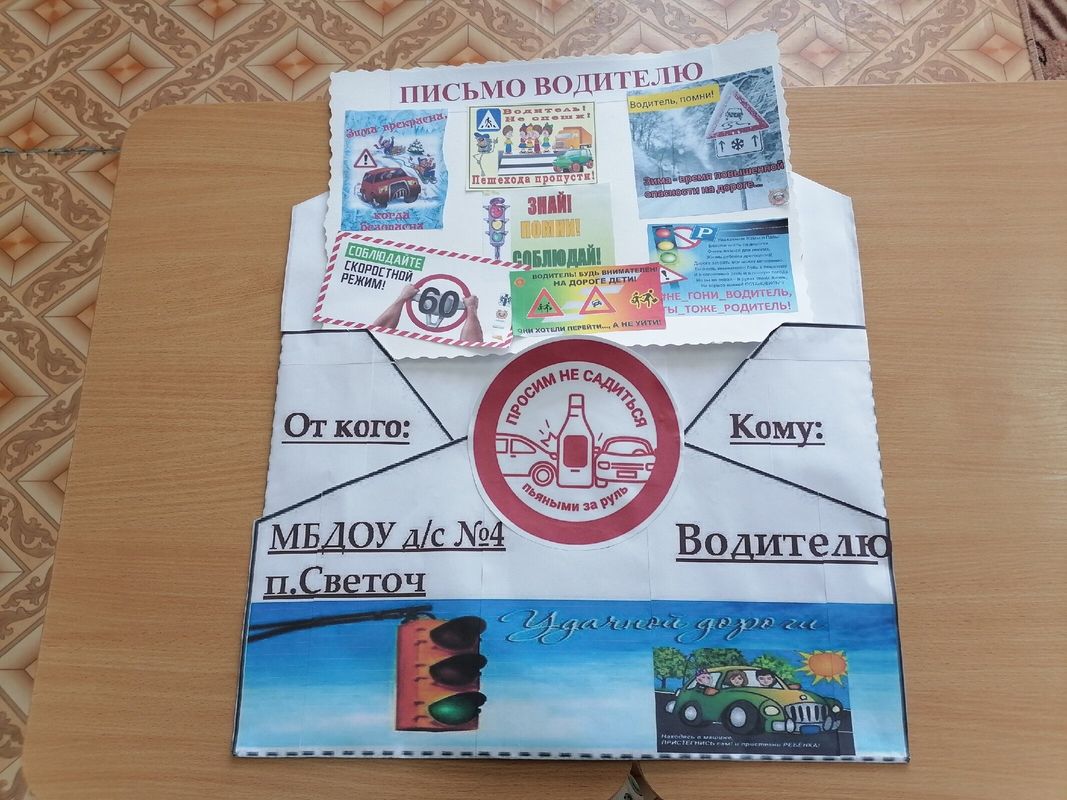 ПИСЬМО ВОДИТЕЛЮ
Зима прекрасна,
когда
безопасна
Водитель!
Не спеши!
Пешехода пропусти!
Водитель, помни!
Зима - время повышенной
опасности на дороге...
ЗНАЙ!
ПОМНИ!
СОБЛЮДАЙ!
СОБЛЮДАЙТЕ
СКОРОСТНОЙ
РЕЖИМ!
60
ВОДИТЕЛЬ! БУДЬ ВНИМАТЕЛЕН!
НА ДОРОГЕ ДЕТИ!
ОНИ ХОТЕЛИ ПЕРЕЙТИ..., А НЕ УЙТИ!
P
#НЕ_ГОНИ_ВОДИТЕЛЬ,
ТЫ_ТОЖЕ_РОДИТЕЛЬ!
ПРОСИМ НЕ САДИТЬСЯ
пьяными за руль
От кого:
Кому:
МБДОУ д/с №4
п.Светоч
Водителю
Удачной дороги
Находясь в машине,
ПРИСТЕГНИСЬ сам! и пристегни РЕБЕНКА!